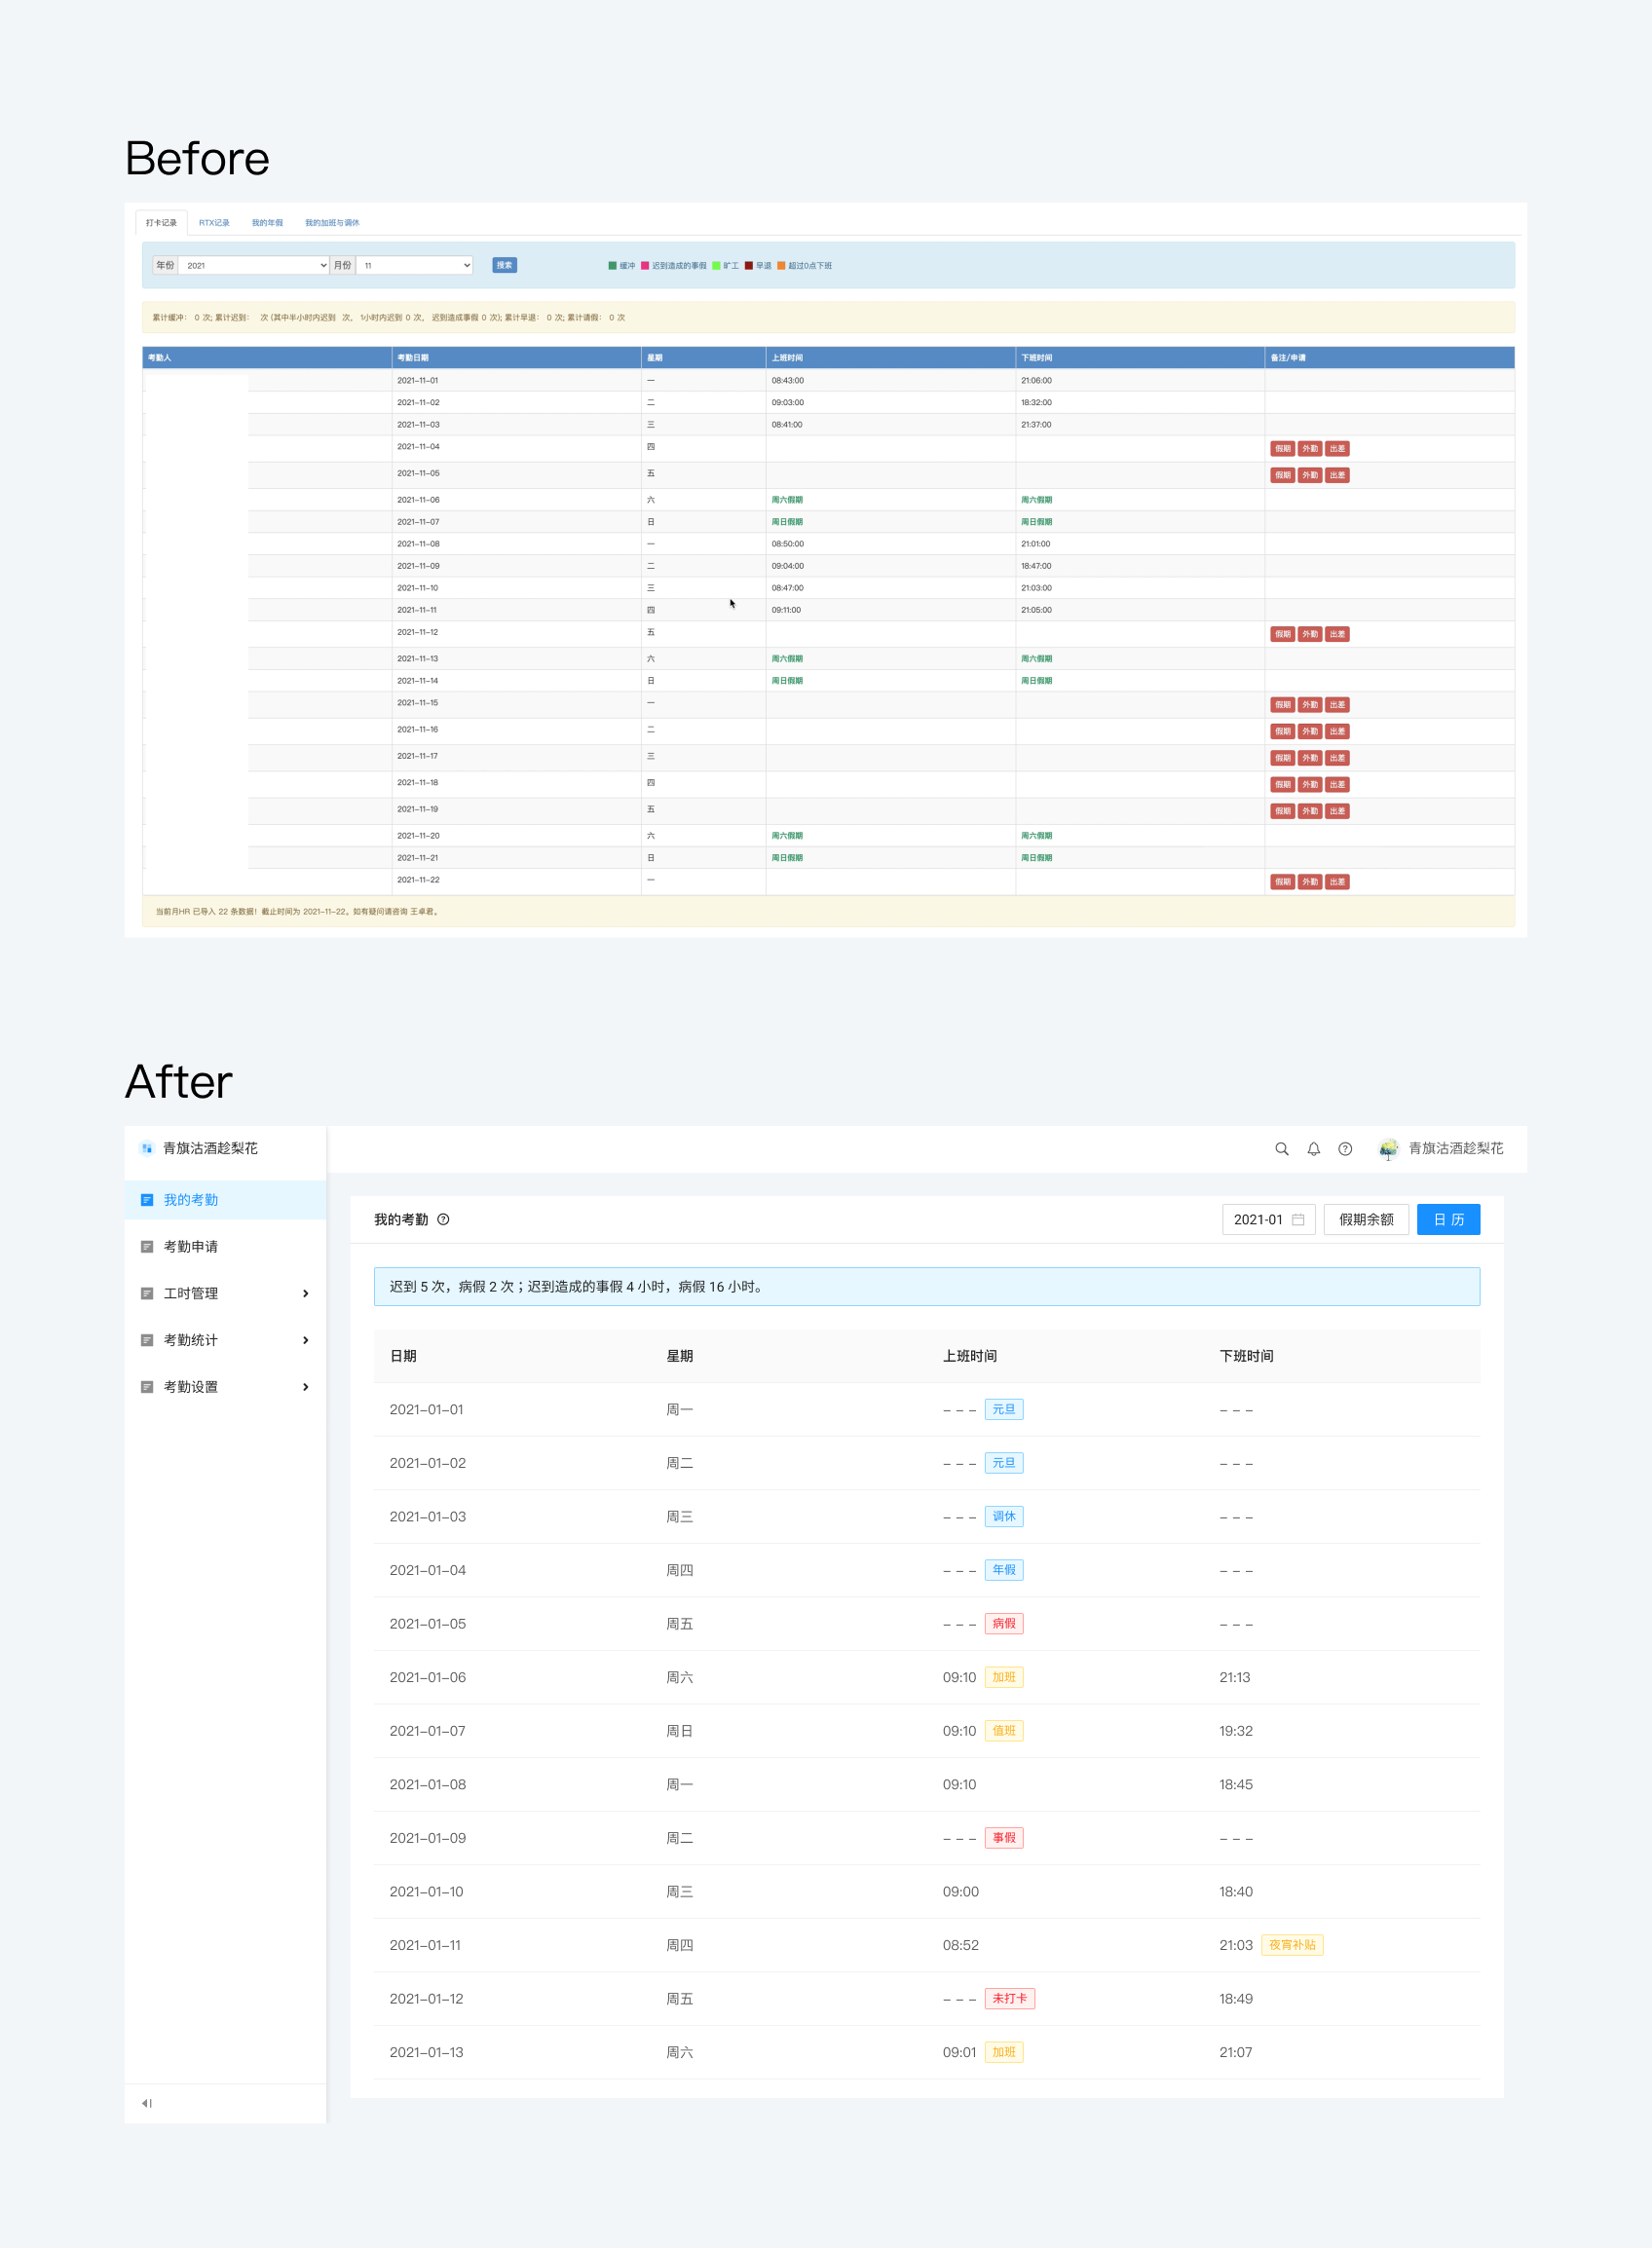 Before
打卡记录 RTX记录 我的年假 我的加班与调休
年份 2021 月份 11 搜索 缓冲 迟到造成的事假 旷工 早退 超过0点下班
累计缓冲： 0 次; 累计迟到： 次 (其中半小时内迟到 次, 1小时内迟到 0 次, 迟到造成事假 0 次); 累计早退： 0 次; 累计请假： 0 次
考勤人 考勤日期 星期 上班时间 下班时间 备注/申请
2021-11-01 一 08:43:00 21:06:00
2021-11-02 二 09:03:00 18:32:00
2021-11-03 三 08:41:00 21:37:00
2021-11-04 四 假期 外勤 出差
2021-11-05 五 假期 外勤 出差
2021-11-06 六 周六假期 周六假期
2021-11-07 日 周日假期 周日假期
2021-11-08 一 08:50:00 21:01:00
2021-11-09 二 09:04:00 18:47:00
2021-11-10 三 08:47:00 21:03:00
2021-11-11 四 09:11:00 21:05:00
2021-11-12 五 假期 外勤 出差
2021-11-13 六 周六假期 周六假期
2021-11-14 日 周日假期 周日假期
2021-11-15 一 假期 外勤 出差
2021-11-16 二 假期 外勤 出差
2021-11-17 三 假期 外勤 出差
2021-11-18 四 假期 外勤 出差
2021-11-19 五 假期 外勤 出差
2021-11-20 六 周六假期 周六假期
2021-11-21 日 周日假期 周日假期
2021-11-22 一 假期 外勤 出差
当前月HR 已导入 22 条数据！截止时间为 2021-11-22。如有疑问请咨询 王卓君。
After
青旗沽酒趁梨花 青旗沽酒趁梨花
我的考勤
考勤申请
工时管理
考勤统计
考勤设置
我的考勤 2021-01 假期余额 日 历
迟到 5 次，病假 2 次；迟到造成的事假 4 小时，病假 16 小时。
日期 星期 上班时间 下班时间
2021-01-01 周一 --- 元旦 ---
2021-01-02 周二 --- 元旦 ---
2021-01-03 周三 --- 调休 ---
2021-01-04 周四 --- 年假 ---
2021-01-05 周五 --- 病假 ---
2021-01-06 周六 09:10 加班 21:13
2021-01-07 周日 09:10 值班 19:32
2021-01-08 周一 09:10 18:45
2021-01-09 周二 --- 事假 ---
2021-01-10 周三 09:00 18:40
2021-01-11 周四 08:52 21:03 夜宵补贴
2021-01-12 周五 --- 未打卡 18:49
2021-01-13 周六 09:01 加班 21:07